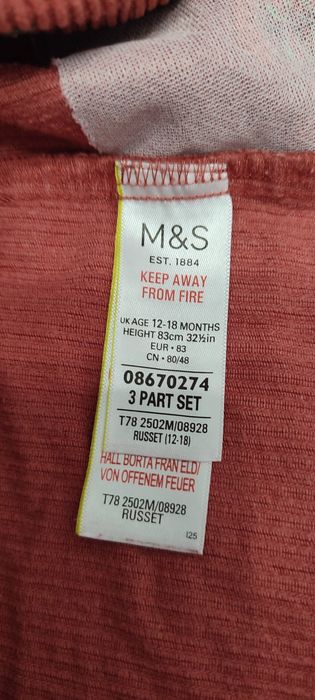 M&S
EST. 1884
KEEP AWAY
FROM FIRE
UK AGE 12-18 MONTHS
HEIGHT 83cm 32½in
EUR • 83
CN • 80/48
08670274
3 PART SET
T78 2502M/08928
RUSSET (12-18)
HALL BORTA FRAN ELD/
VON OFFENEM FEUER
T78 2502M/08928
RUSSET
I25